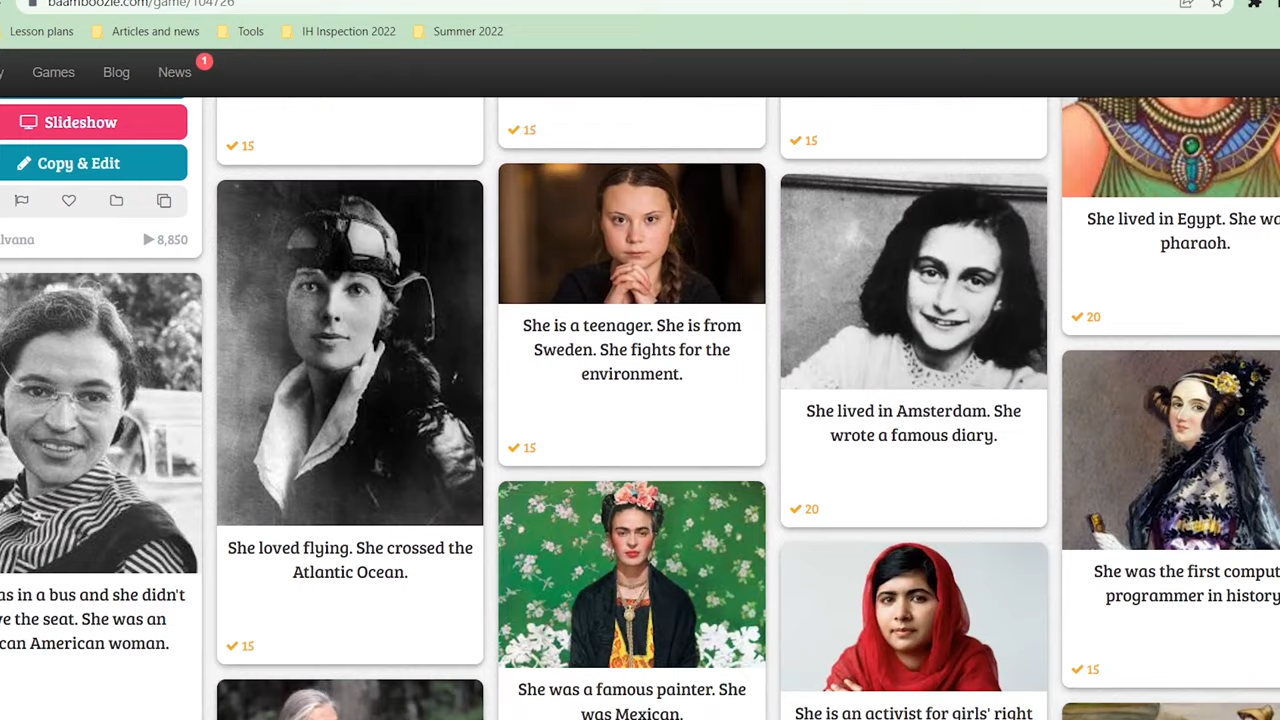 baamboozle.com/game/104726
Lesson plans
Articles and news
Tools
IH Inspection 2022
Summer 2022
Games
Blog
News
1
Slideshow
Copy & Edit
lvana
8,850
as in a bus and she didn't
ve the seat. She was an
can American woman.
15
She loved flying. She crossed the
Atlantic Ocean.
15
15
She is a teenager. She is from
Sweden. She fights for the
environment.
15
She was a famous painter. She
was Mexican.
15
She lived in Amsterdam. She
wrote a famous diary.
20
She is an activist for girls' right
She lived in Egypt. She wa
pharaoh.
20
She was the first comput
programmer in history
15